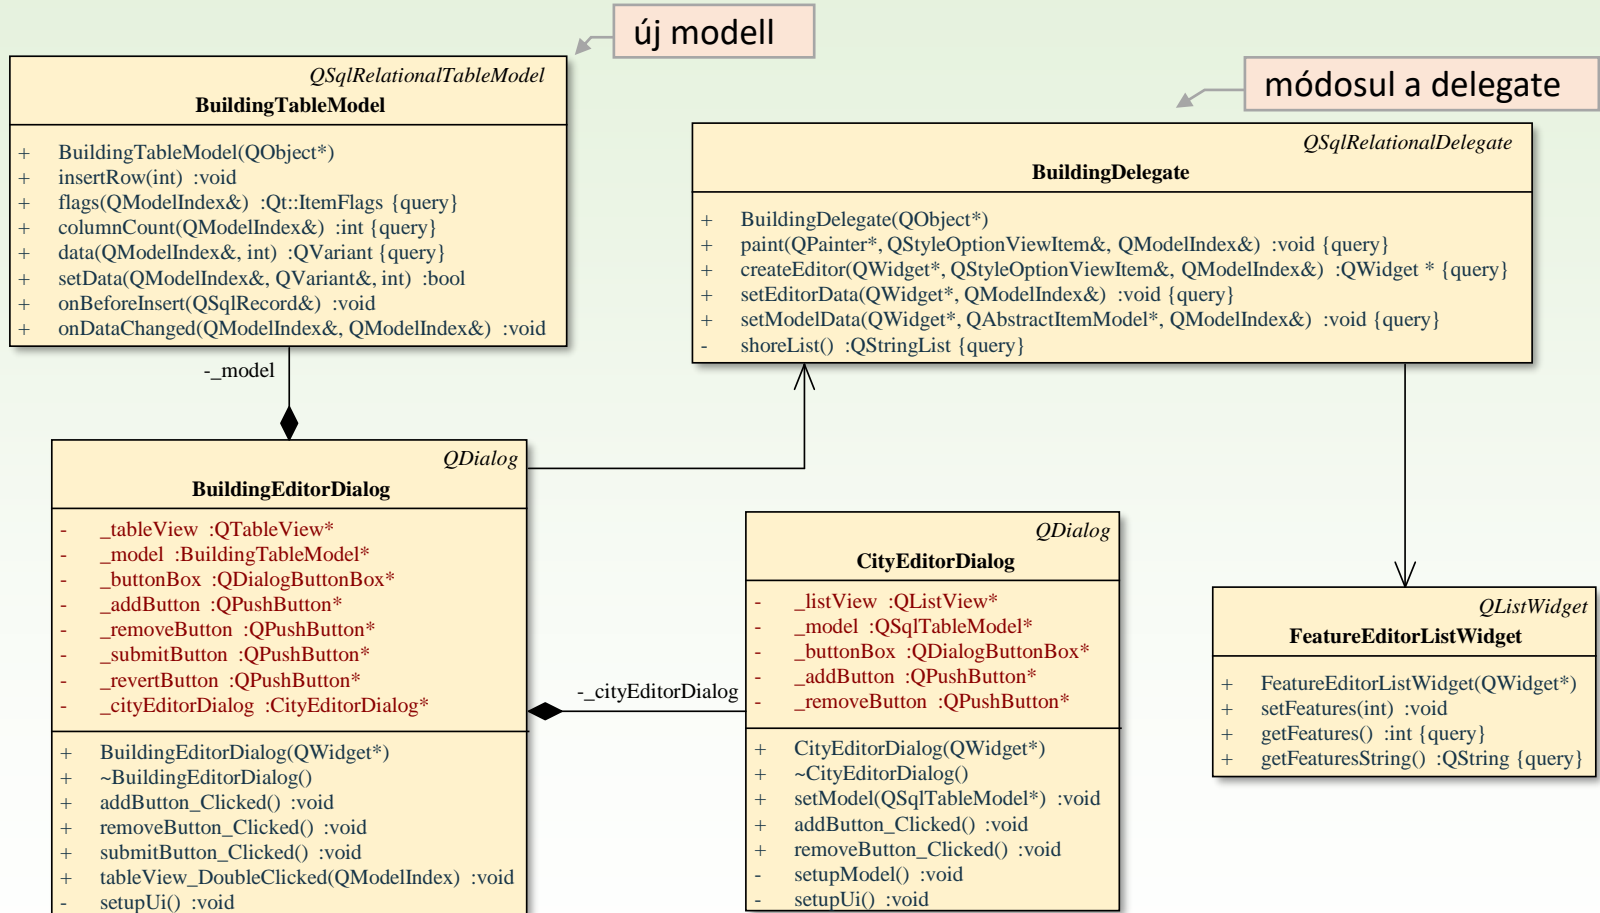 új modell
módosul a delegate
QSqlRelationalTableModel
BuildingTableModel
+ BuildingTableModel(QObject*)
+ insertRow(int) :void
+ flags(QModelIndex&) :Qt::ItemFlags {query}
+ columnCount(QModelIndex&) :int {query}
+ data(QModelIndex&, int) :QVariant {query}
+ setData(QModelIndex&, QVariant&, int) :bool
+ onBeforeInsert(QSqlRecord&) :void
+ onDataChanged(QModelIndex&, QModelIndex&) :void
QSqlRelationalDelegate
BuildingDelegate
+ BuildingDelegate(QObject*)
+ paint(QPainter*, QStyleOptionViewItem&, QModelIndex&) :void {query}
+ createEditor(QWidget*, QStyleOptionViewItem&, QModelIndex&) :QWidget * {query}
+ setEditorData(QWidget*, QModelIndex&) :void {query}
+ setModelData(QWidget*, QAbstractItemModel*, QModelIndex&) :void {query}
- shoreList() :QStringList {query}
-_model
QDialog
BuildingEditorDialog
- _tableView :QTableView*
- _model :BuildingTableModel*
- _buttonBox :QDialogButtonBox*
- _addButton :QPushButton*
- _removeButton :QPushButton*
- _submitButton :QPushButton*
- _revertButton :QPushButton*
- _cityEditorDialog :CityEditorDialog*
+ BuildingEditorDialog(QWidget*)
+ ~BuildingEditorDialog()
+ addButton_Clicked() :void
+ removeButton_Clicked() :void
+ submitButton_Clicked() :void
+ tableView_DoubleClicked(QModelIndex) :void
- setupUi() :void
-_cityEditorDialog
QDialog
CityEditorDialog
- _listView :QListView*
- _model :QSqlTableModel*
- _buttonBox :QDialogButtonBox*
- _addButton :QPushButton*
- _removeButton :QPushButton*
+ CityEditorDialog(QWidget*)
+ ~CityEditorDialog()
+ setModel(QSqlTableModel*) :void
+ addButton_Clicked() :void
+ removeButton_Clicked() :void
- setupModel() :void
- setupUi() :void
QListWidget
FeatureEditorListWidget
+ FeatureEditorListWidget(QWidget*)
+ setFeatures(int) :void
+ getFeatures() :int {query}
+ getFeaturesString() :QString {query}